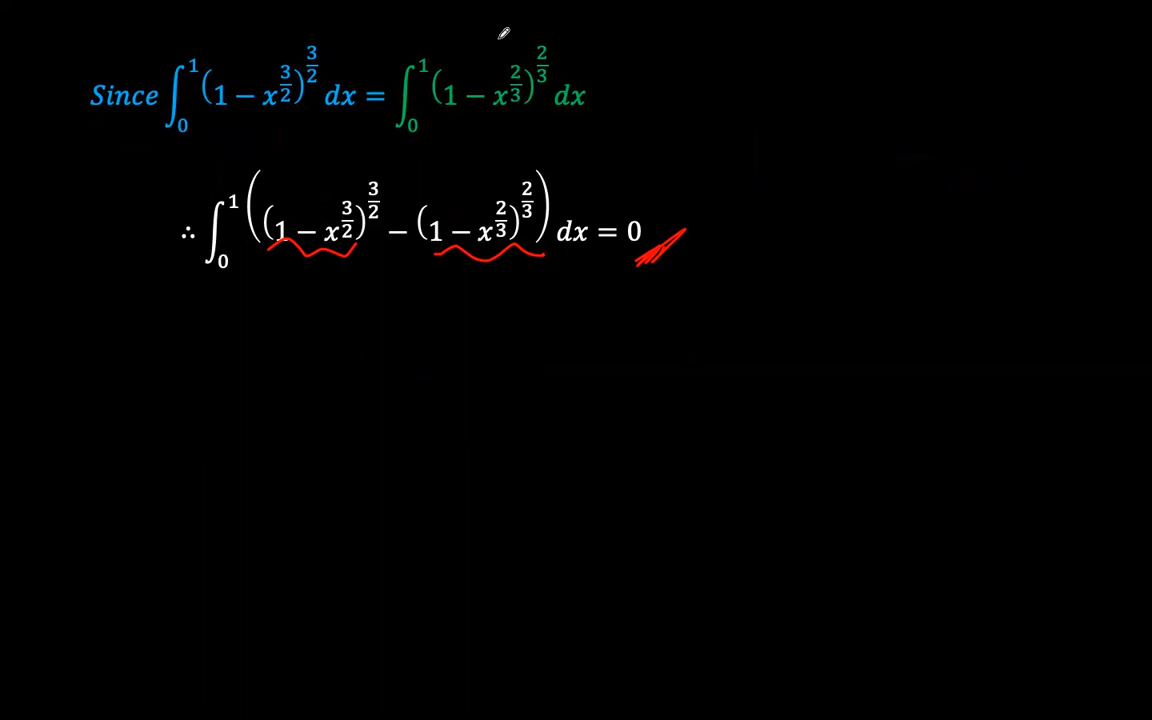 Since ∫₀¹ (1 − x^(3/2))^(3/2) dx = ∫₀¹ (1 − x^(2/3))^(2/3) dx
∴ ∫₀¹ ((1 − x^(3/2))^(3/2) − (1 − x^(2/3))^(2/3)) dx = 0